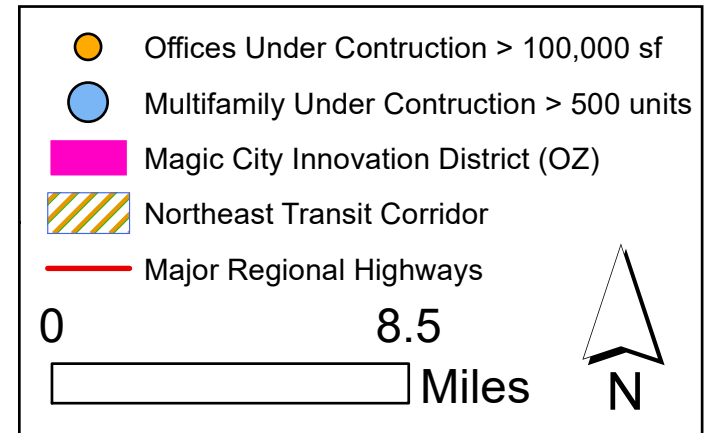 Offices Under Contruction > 100,000 sf
Multifamily Under Contruction > 500 units
Magic City Innovation District (OZ)
Northeast Transit Corridor
Major Regional Highways
0 8.5
Miles
N